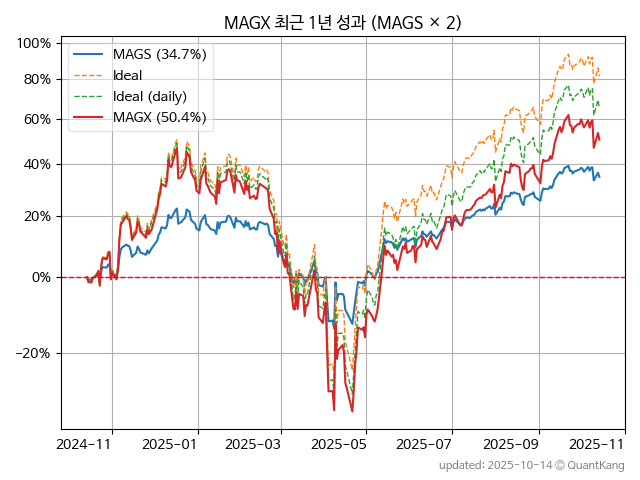 MAGX 최근 1년 성과 (MAGS × 2)
100%
80%
60%
40%
20%
0%
−20%
MAGS (34.7%)
Ideal
Ideal (daily)
MAGX (50.4%)
2024-11
2025-01
2025-03
2025-05
2025-07
2025-09
2025-11
updated: 2025-10-14 © QuantKang